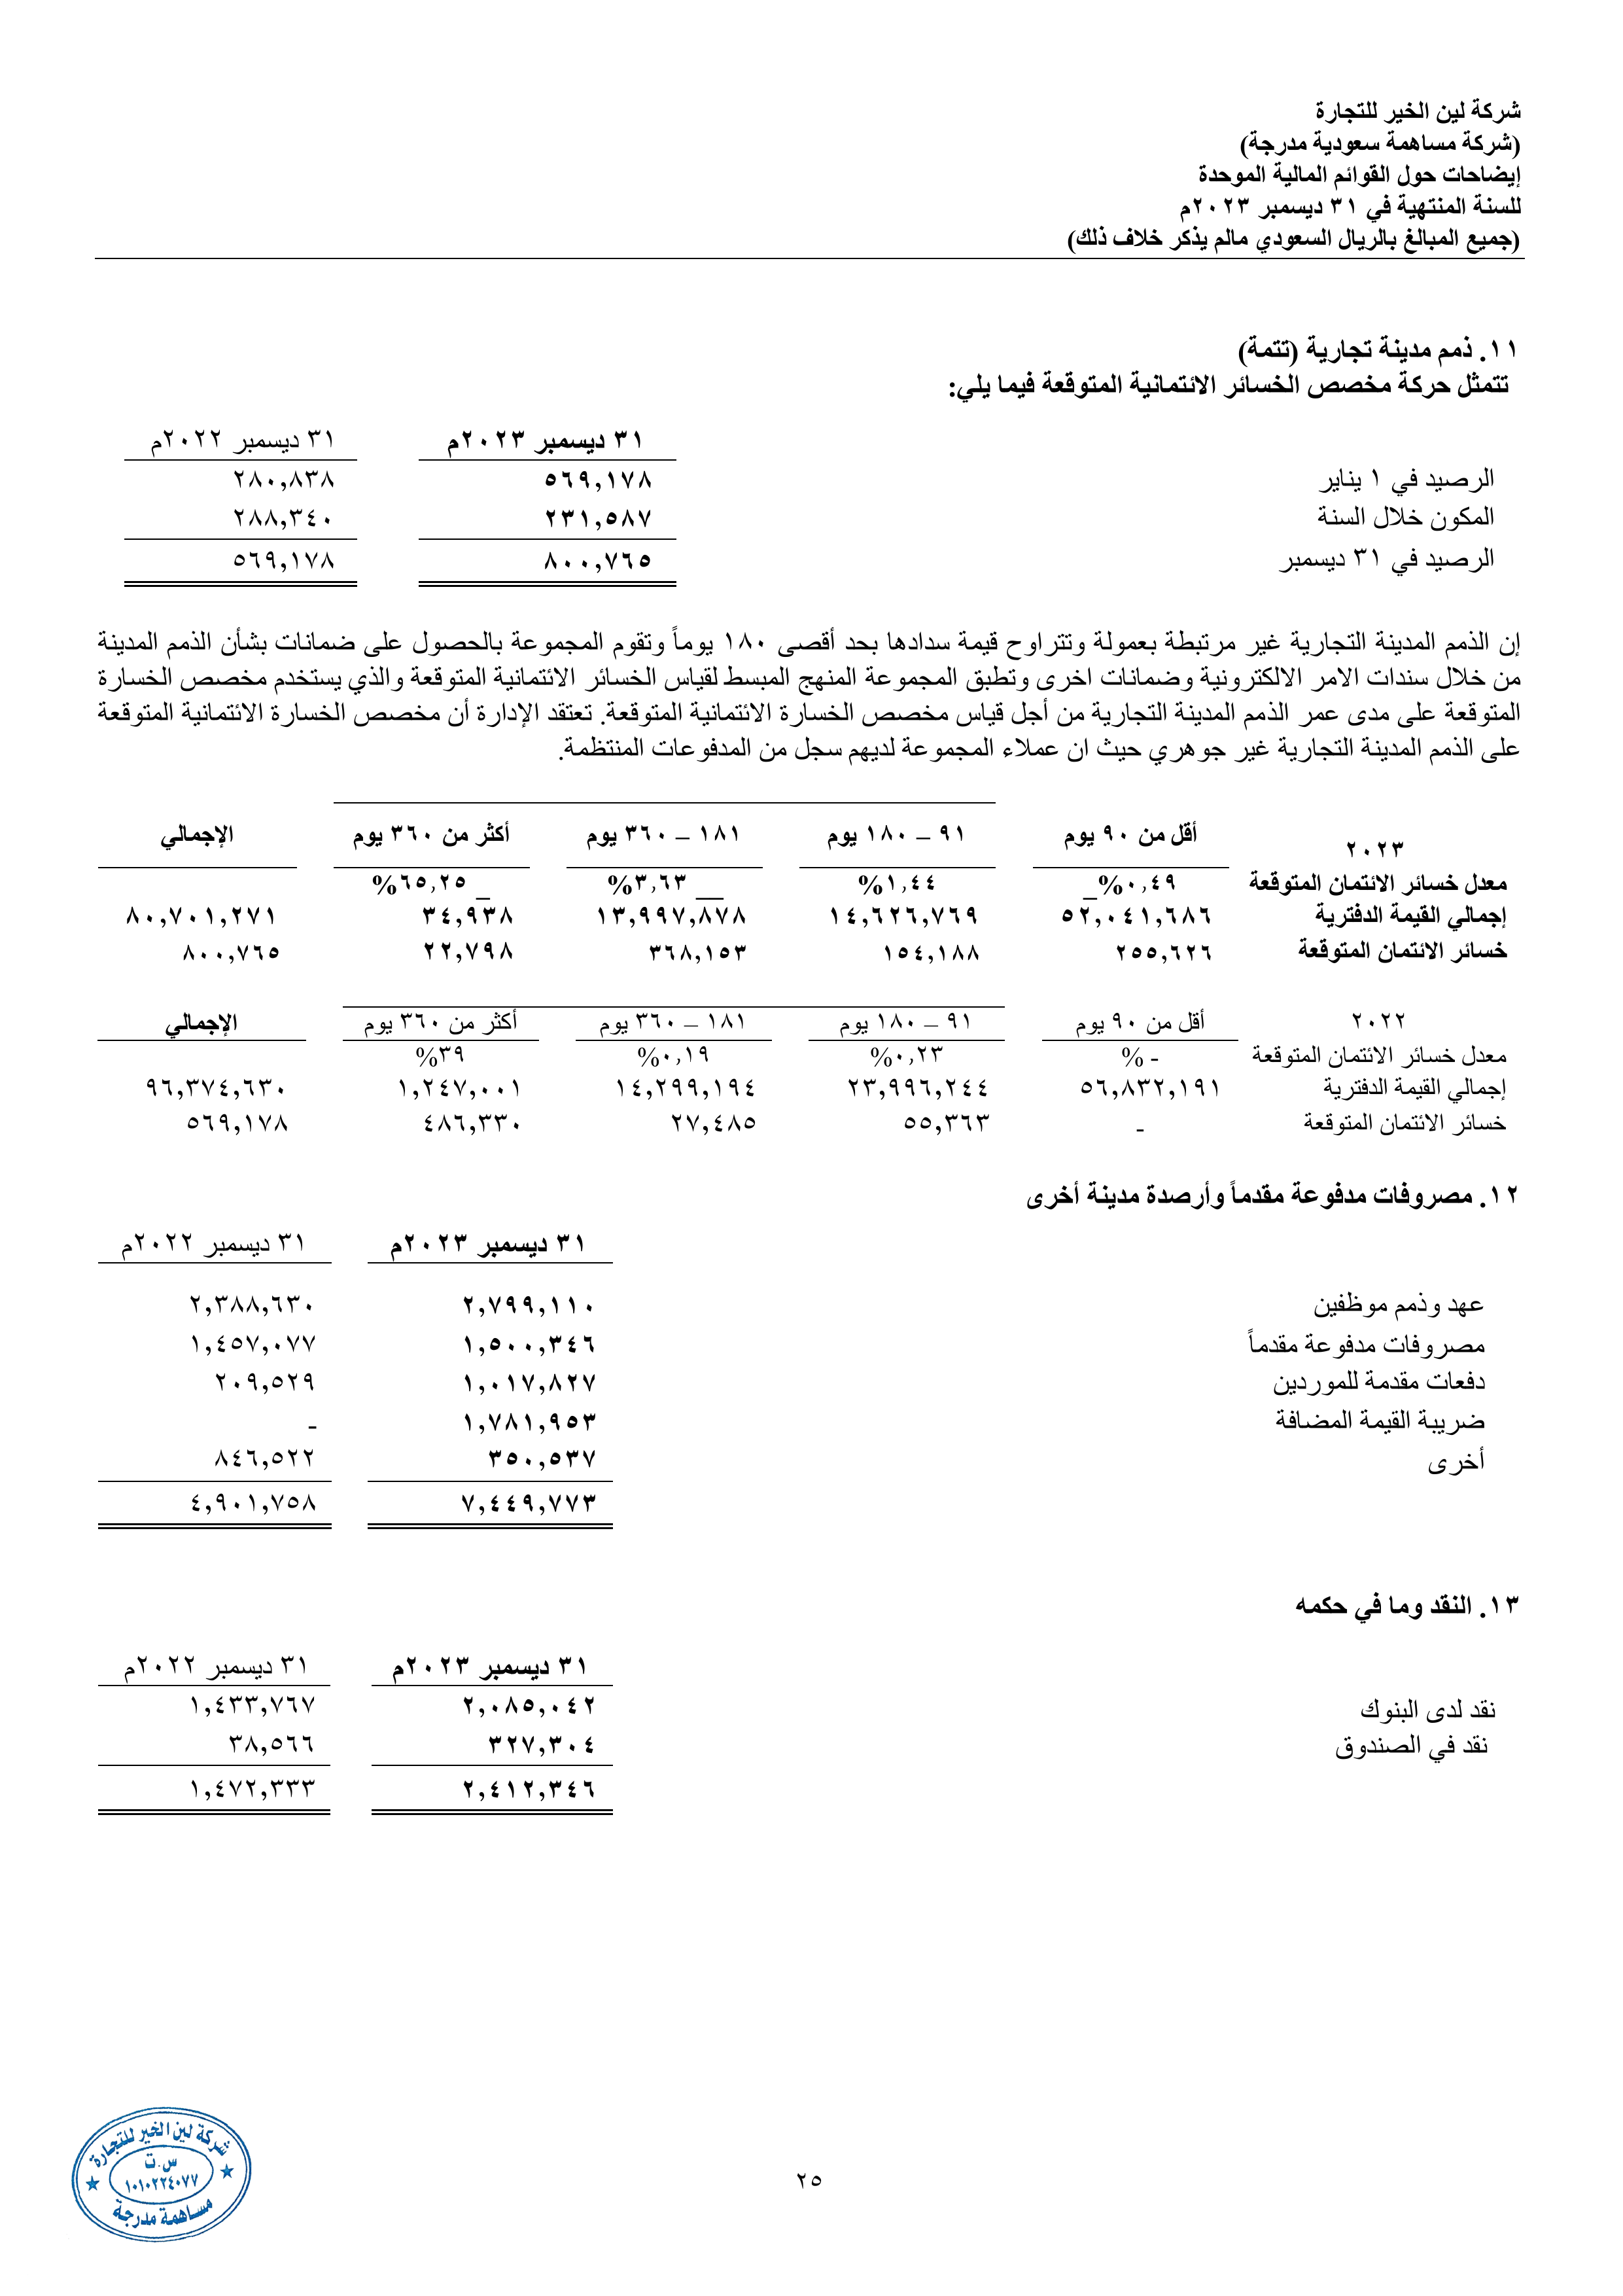 شركة لين الخير للتجارة
(شركة مساهمة سعودية مدرجة)
إيضاحات حول القوائم المالية الموحدة
للسنة المنتهية في ٣١ ديسمبر ٢٠٢٣م
(جميع المبالغ بالريال السعودي مالم يذكر خلاف ذلك)
١١. ذمم مدينة تجارية (تتمة)
تتمثل حركة مخصص الخسائر الائتمانية المتوقعة فيما يلي:
٣١ ديسمبر ٢٠٢٣م ٣١ ديسمبر ٢٠٢٢م
الرصيد في ١ يناير ٥٦٩,١٧٨ ٢٨٠,٨٣٨
المكون خلال السنة ٢٣١,٥٨٧ ٢٨٨,٣٤٠
الرصيد في ٣١ ديسمبر ٨٠٠,٧٦٥ ٥٦٩,١٧٨
إن الذمم المدينة التجارية غير مرتبطة بعمولة وتتراوح قيمة سدادها بحد أقصى ١٨٠ يوماً وتقوم المجموعة بالحصول على ضمانات بشأن الذمم المدينة
من خلال سندات الامر الالكترونية وضمانات اخرى وتطبق المجموعة المنهج المبسط لقياس الخسائر الائتمانية المتوقعة والذي يستخدم مخصص الخسارة
المتوقعة على مدى عمر الذمم المدينة التجارية من أجل قياس مخصص الخسارة الائتمانية المتوقعة. تعتقد الإدارة أن مخصص الخسارة الائتمانية المتوقعة
على الذمم المدينة التجارية غير جوهري حيث ان عملاء المجموعة لديهم سجل من المدفوعات المنتظمة.
٢٠٢٣ أقل من ٩٠ يوم ٩١ – ١٨٠ يوم ١٨١ – ٣٦٠ يوم أكثر من ٣٦٠ يوم الإجمالي
معدل خسائر الائتمان المتوقعة ٠,٤٩% ١,٤٤% ٣,٦٣% ٦٥,٢٥%
إجمالي القيمة الدفترية ٥٢,٠٤١,٦٨٦ ١٤,٦٢٦,٧٦٩ ١٣,٩٩٧,٨٧٨ ٣٤,٩٣٨ ٨٠,٧٠١,٢٧١
خسائر الائتمان المتوقعة ٢٥٥,٦٢٦ ١٥٤,١٨٨ ٣٦٨,١٥٣ ٢٢,٧٩٨ ٨٠٠,٧٦٥
٢٠٢٢ أقل من ٩٠ يوم ٩١ – ١٨٠ يوم ١٨١ – ٣٦٠ يوم أكثر من ٣٦٠ يوم الإجمالي
معدل خسائر الائتمان المتوقعة - % ٠,٢٣% ٠,١٩% ٣٩%
إجمالي القيمة الدفترية ٥٦,٨٣٢,١٩١ ٢٣,٩٩٦,٢٤٤ ١٤,٢٩٩,١٩٤ ١,٢٤٧,٠٠١ ٩٦,٣٧٤,٦٣٠
خسائر الائتمان المتوقعة - ٥٥,٣٦٣ ٢٧,٤٨٥ ٤٨٦,٣٣٠ ٥٦٩,١٧٨
١٢. مصروفات مدفوعة مقدماً وأرصدة مدينة أخرى
٣١ ديسمبر ٢٠٢٣م ٣١ ديسمبر ٢٠٢٢م
عهد وذمم موظفين ٢,٧٩٩,١١٠ ٢,٣٨٨,٦٣٠
مصروفات مدفوعة مقدماً ١,٥٠٠,٣٤٦ ١,٤٥٧,٠٧٧
دفعات مقدمة للموردين ١,٠١٧,٨٢٧ ٢٠٩,٥٢٩
ضريبة القيمة المضافة ١,٧٨١,٩٥٣ -
أخرى ٣٥٠,٥٣٧ ٨٤٦,٥٢٢
٧,٤٤٩,٧٧٣ ٤,٩٠١,٧٥٨
١٣. النقد وما في حكمه
٣١ ديسمبر ٢٠٢٣م ٣١ ديسمبر ٢٠٢٢م
نقد لدى البنوك ٢,٠٨٥,٠٤٢ ١,٤٣٣,٧٦٧
نقد في الصندوق ٣٢٧,٣٠٤ ٣٨,٥٦٦
٢,٤١٢,٣٤٦ ١,٤٧٢,٣٣٣
شركة لين الخير للتجارة
س.ت
١٠١٠٢٢٤٠٧٧
مساهمة مدرجة
٢٥